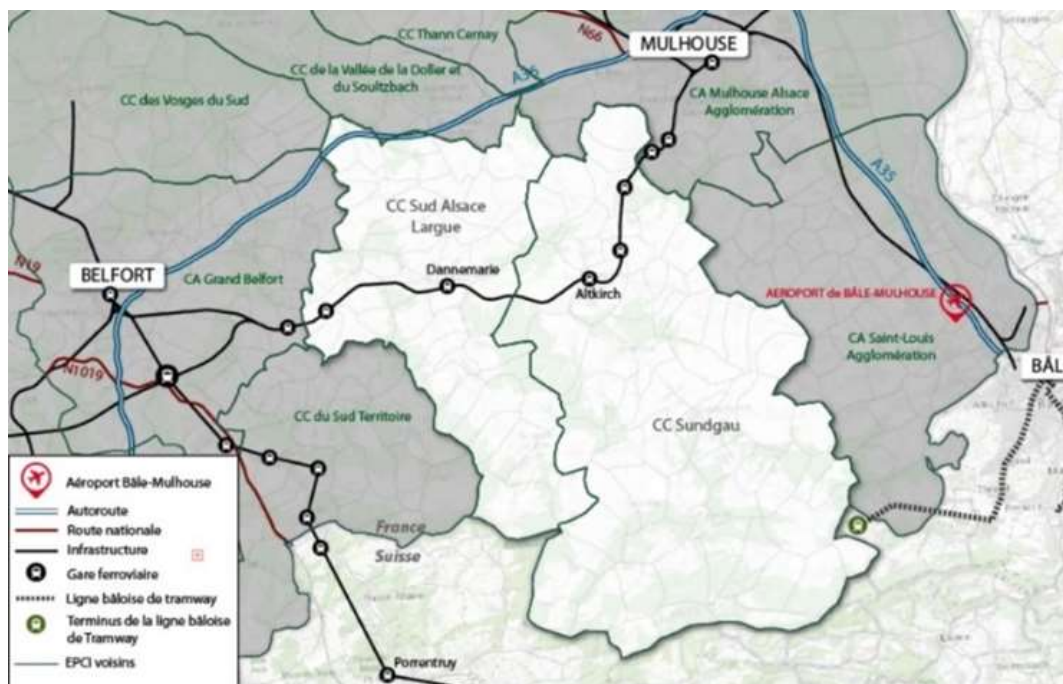 CC Thann Cernay
N66
MULHOUSE
CC de la Vallée de la Doller et
du Soultzbach
A36
CC des Vosges du Sud
CA Mulhouse Alsace
Agglomération
A35
CC Sud Alsace
Largue
N19
BELFORT
CA Grand Belfort
Dannemarie
Altkirch
AEROPORT de BÂLE-MULHOUSE
CA Saint-Louis
Agglomération
N1019
BÂL
CC du Sud Territoire
CC Sundgau
France
Suisse
Porrentruy
Aéroport Bâle-Mulhouse
Autoroute
Route nationale
Infrastructure
Gare ferroviaire
Ligne bâloise de tramway
Terminus de la ligne bâloise
de Tramway
EPCI voisins